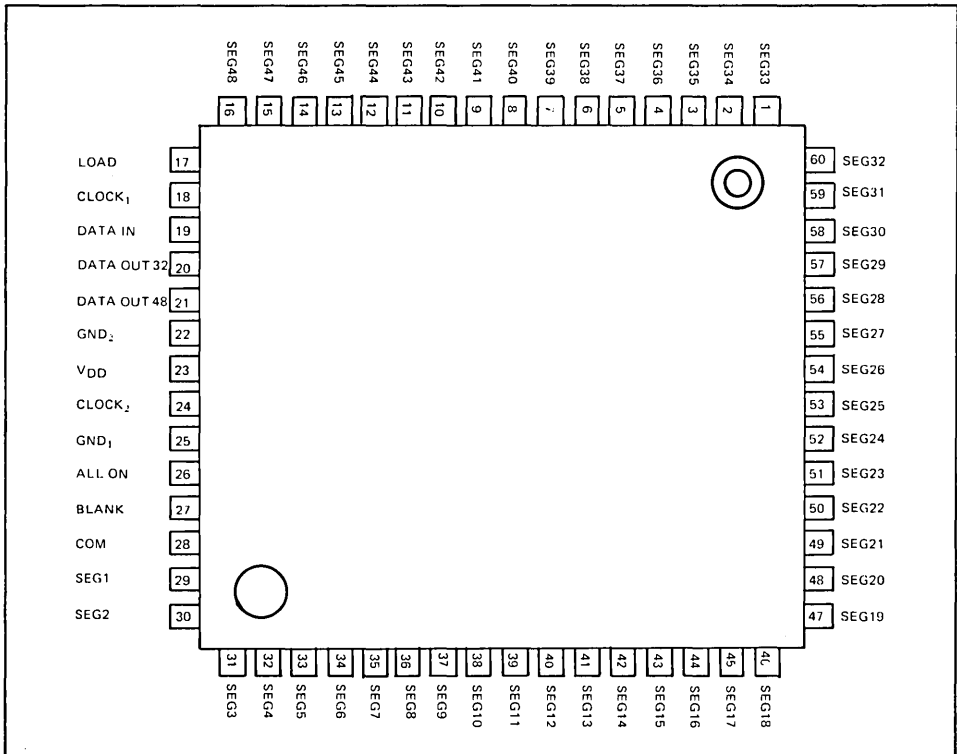 SEG48 SEG47 SEG46 SEG45 SEG44 SEG43 SEG42 SEG41 SEG40 SEG39 SEG38 SEG37 SEG36 SEG35 SEG34 SEG33
16 15 14 13 12 11 10 9 8 7 6 5 4 3 2 1
LOAD 17
CLOCK₁ 18
DATA IN 19
DATA OUT 32 20
DATA OUT 48 21
GND₂ 22
VDD 23
CLOCK₂ 24
GND₁ 25
ALL ON 26
BLANK 27
COM 28
SEG1 29
SEG2 30
60 SEG32
59 SEG31
58 SEG30
57 SEG29
56 SEG28
55 SEG27
54 SEG26
53 SEG25
52 SEG24
51 SEG23
50 SEG22
49 SEG21
48 SEG20
47 SEG19
31 32 33 34 35 36 37 38 39 40 41 42 43 44 45 46
SEG3 SEG4 SEG5 SEG6 SEG7 SEG8 SEG9 SEG10 SEG11 SEG12 SEG13 SEG14 SEG15 SEG16 SEG17 SEG18